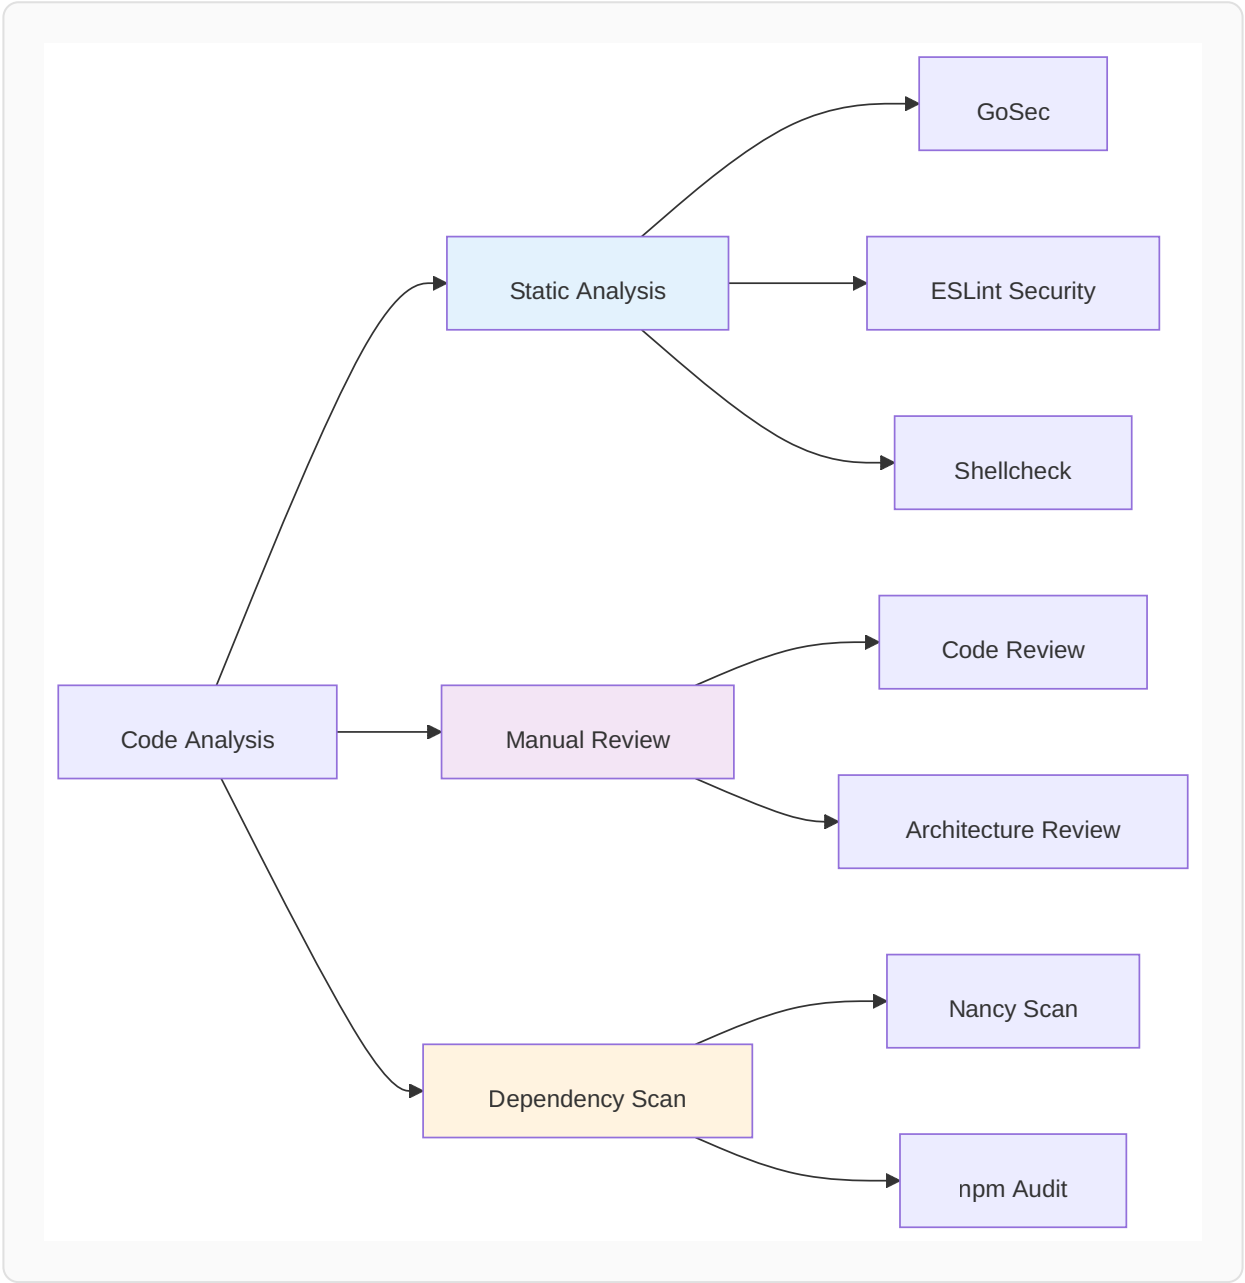 GoSec
Static Analysis
ESLint Security
Shellcheck
Code Review
Code Analysis
Manual Review
Architecture Review
Nancy Scan
Dependency Scan
npm Audit